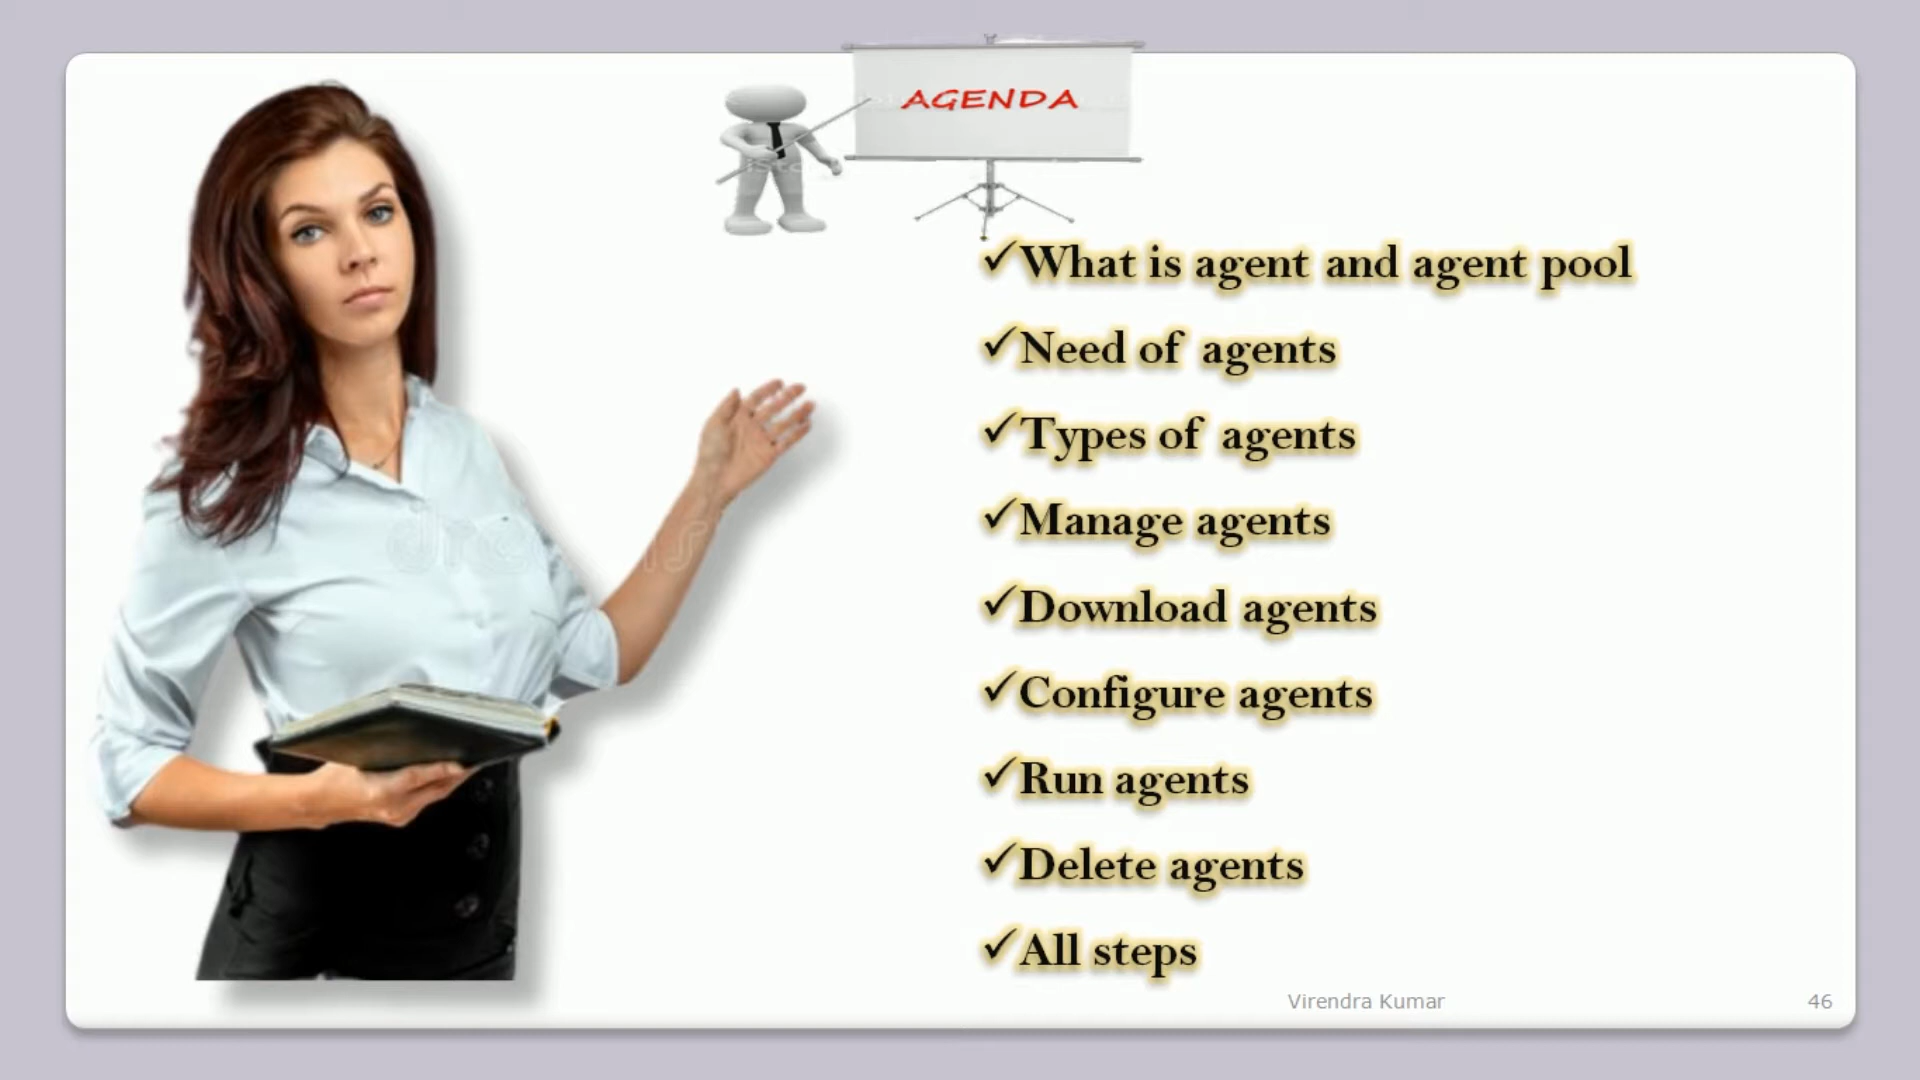 AGENDA
✓What is agent and agent pool
✓Need of agents
✓Types of agents
✓Manage agents
✓Download agents
✓Configure agents
✓Run agents
✓Delete agents
✓All steps
Virendra Kumar
46